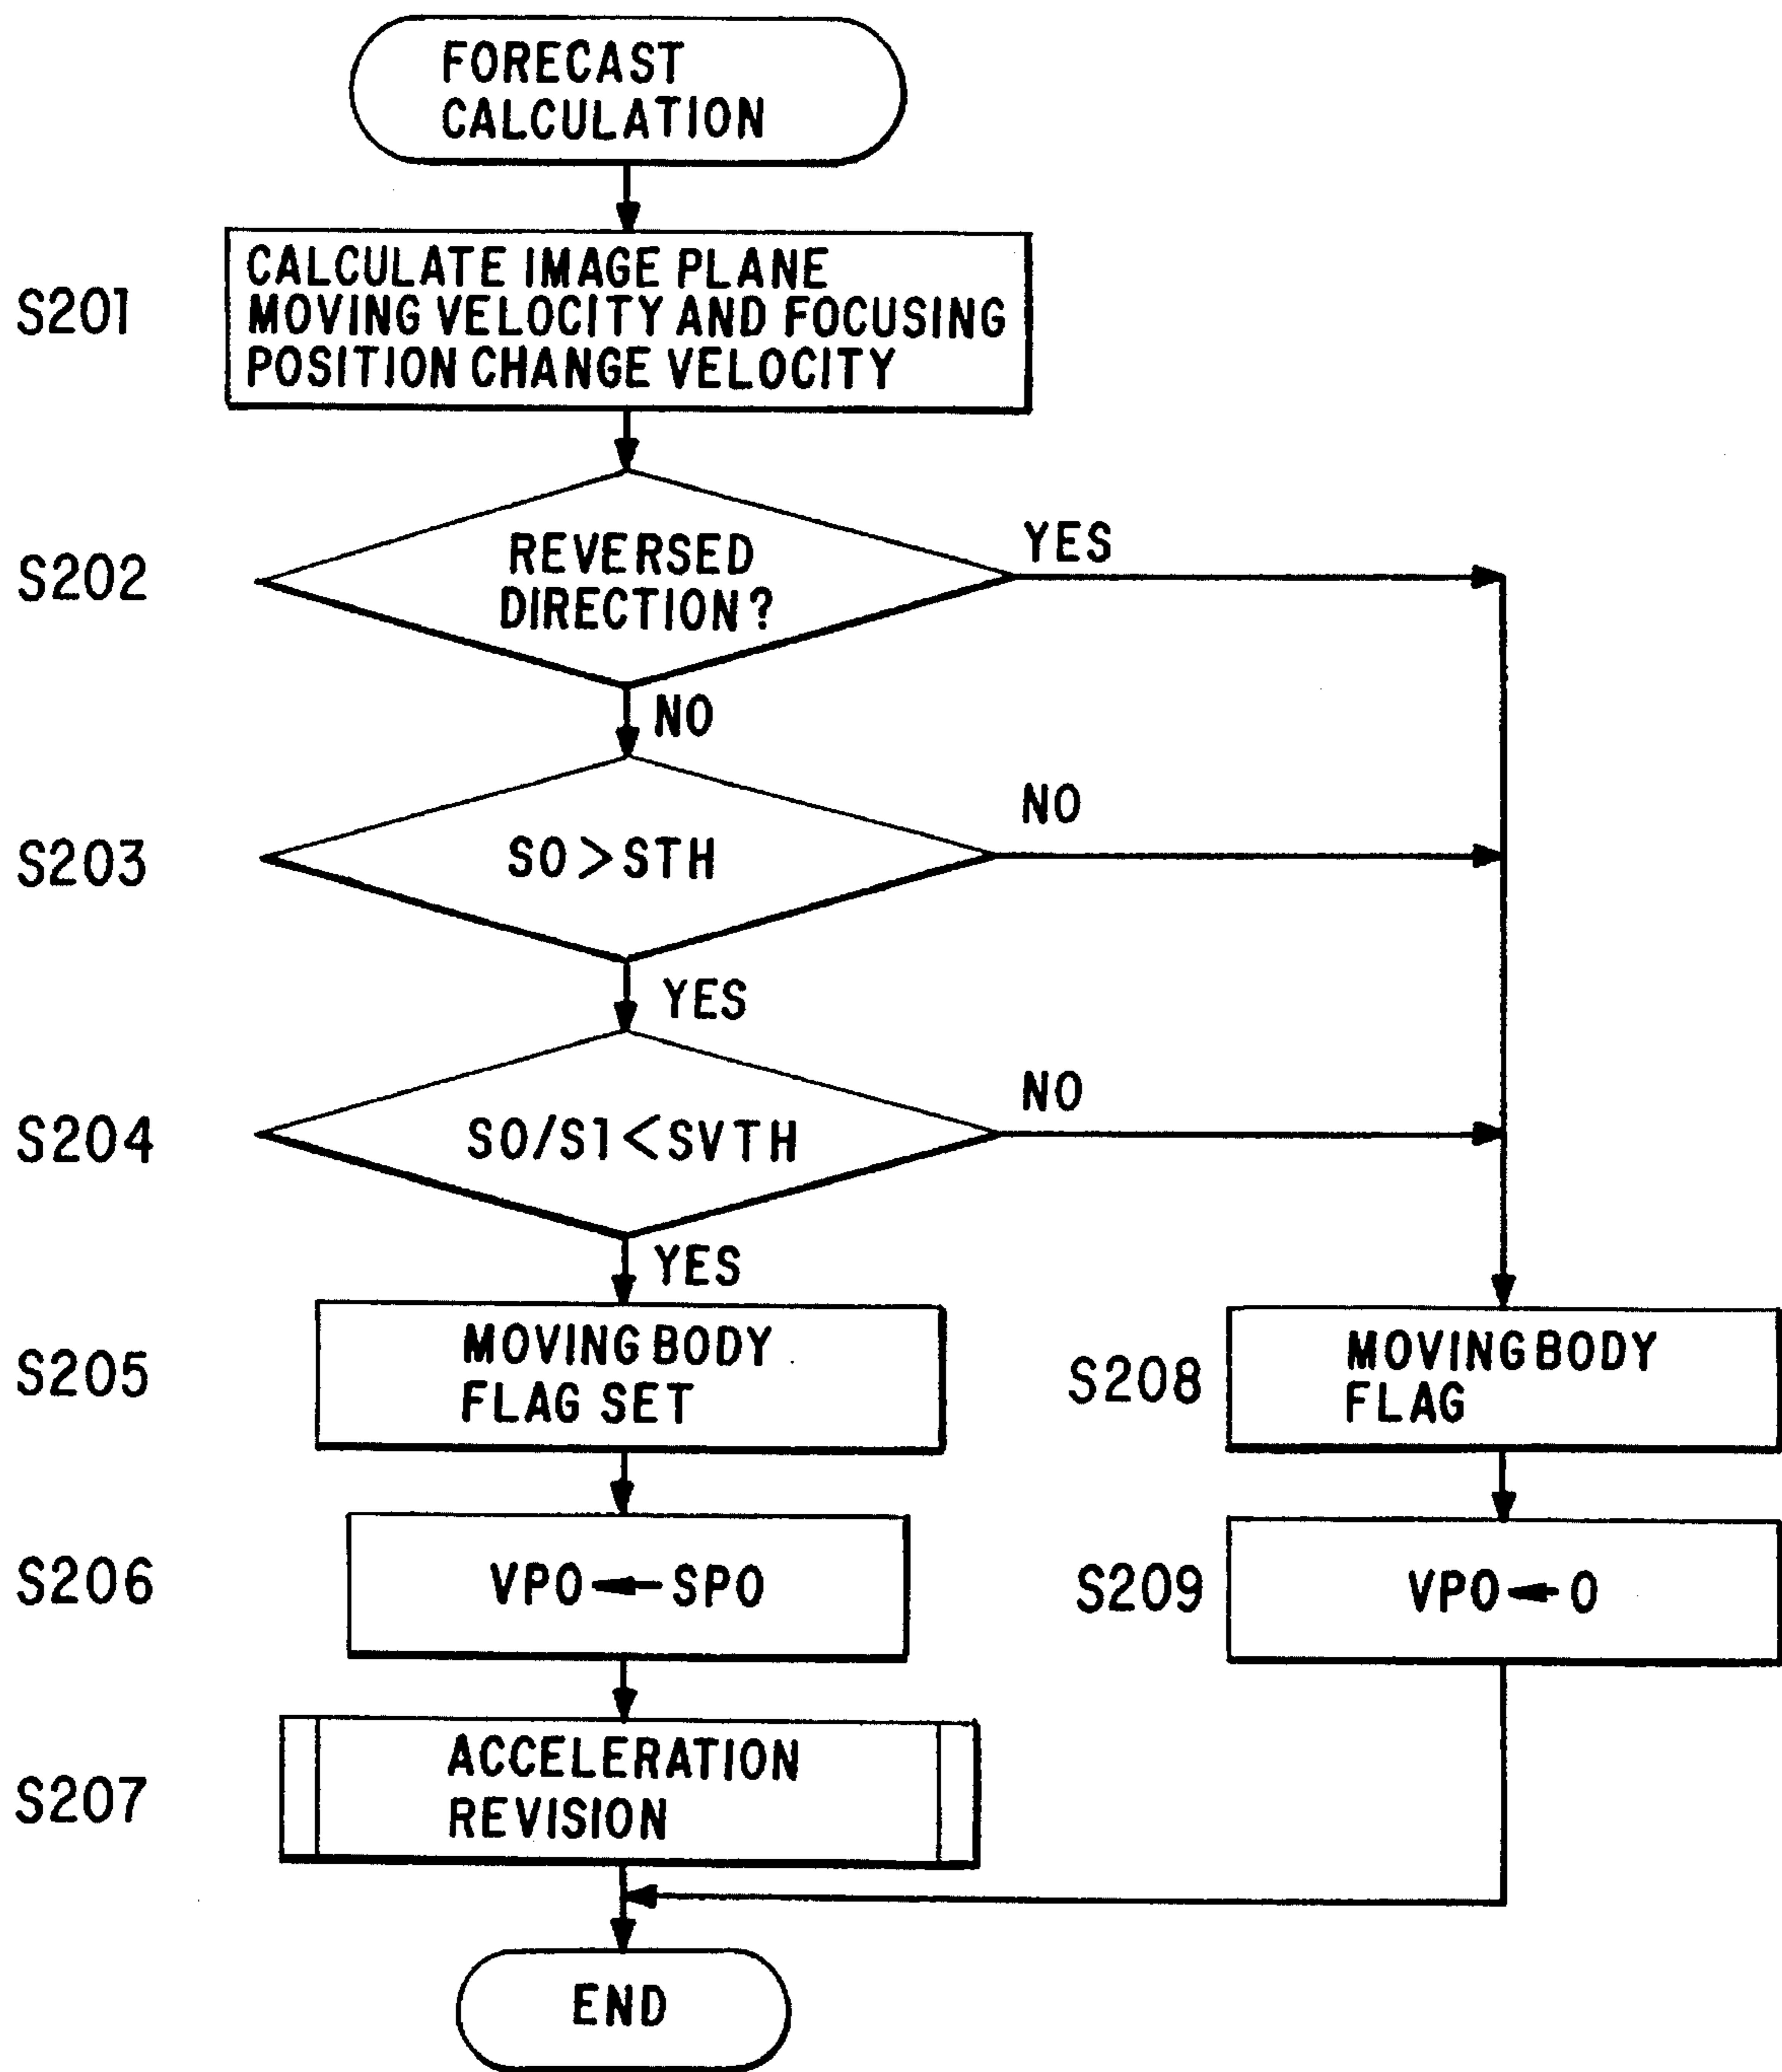 FORECAST
CALCULATION
S201
CALCULATE IMAGE PLANE
MOVING VELOCITY AND FOCUSING
POSITION CHANGE VELOCITY
S202
REVERSED
DIRECTION?
YES
NO
S203
S0>STH
NO
YES
S204
S0/S1<SVTH
NO
YES
S205
MOVING BODY
FLAG SET
S208
MOVING BODY
FLAG
S206
VP0←SP0
S209
VP0←0
S207
ACCELERATION
REVISION
END